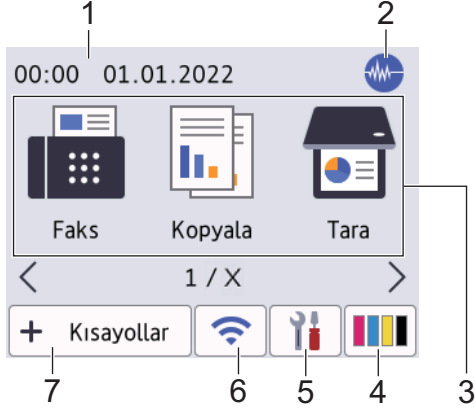 1 2
00:00 01.01.2022
Faks Kopyala Tara
1 / X
+ Kısayollar
7 6 5 4 3